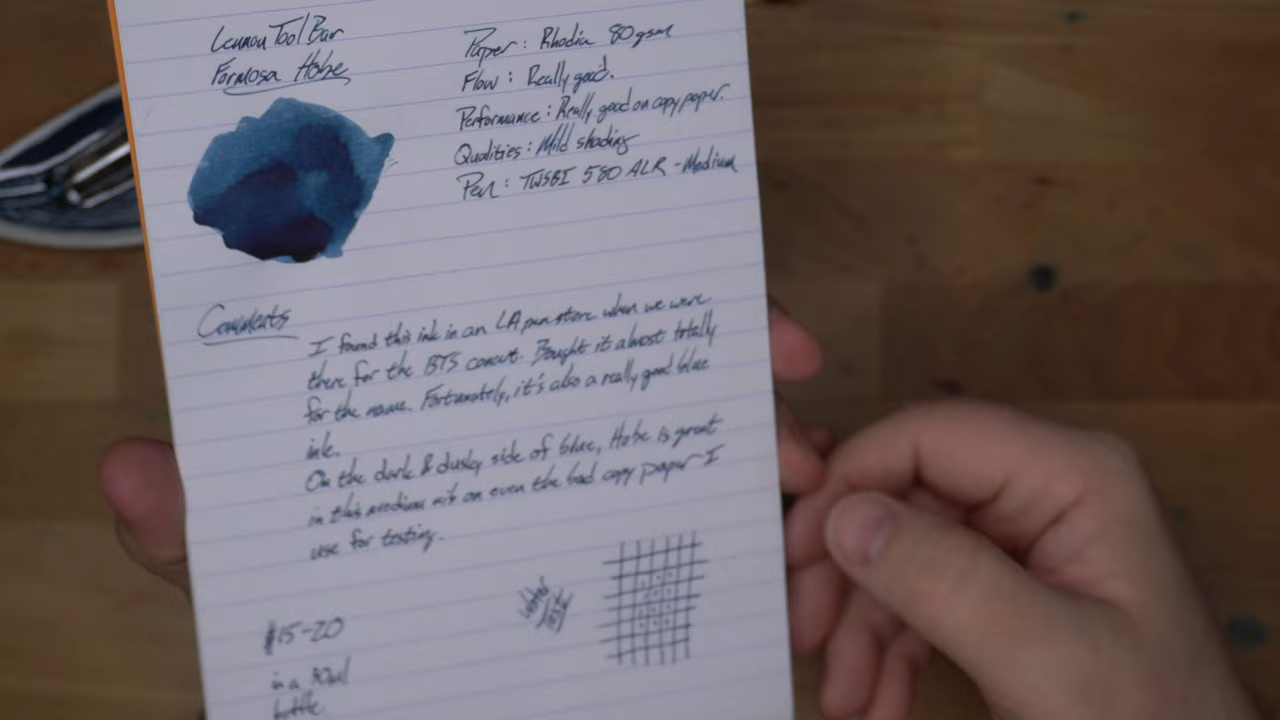 Lennon Tool Bar
Formosa Hobe
Paper: Rhodia 80gsm
Flow: Really good.
Performance: Really good on copy paper.
Qualities: Mild shading
Pen: TWSBI 580 ALR - Medium
Comments
I found this ink in an LA pen store when we were
there for the BTS concert. Bought it almost totally
for the name. Fortunately, it's also a really good blue
ink.
On the dark & dusky side of blue, Hobe is great
in this medium nib on even the bad copy paper I
use for testing.
$15-20
in a 30ml
bottle